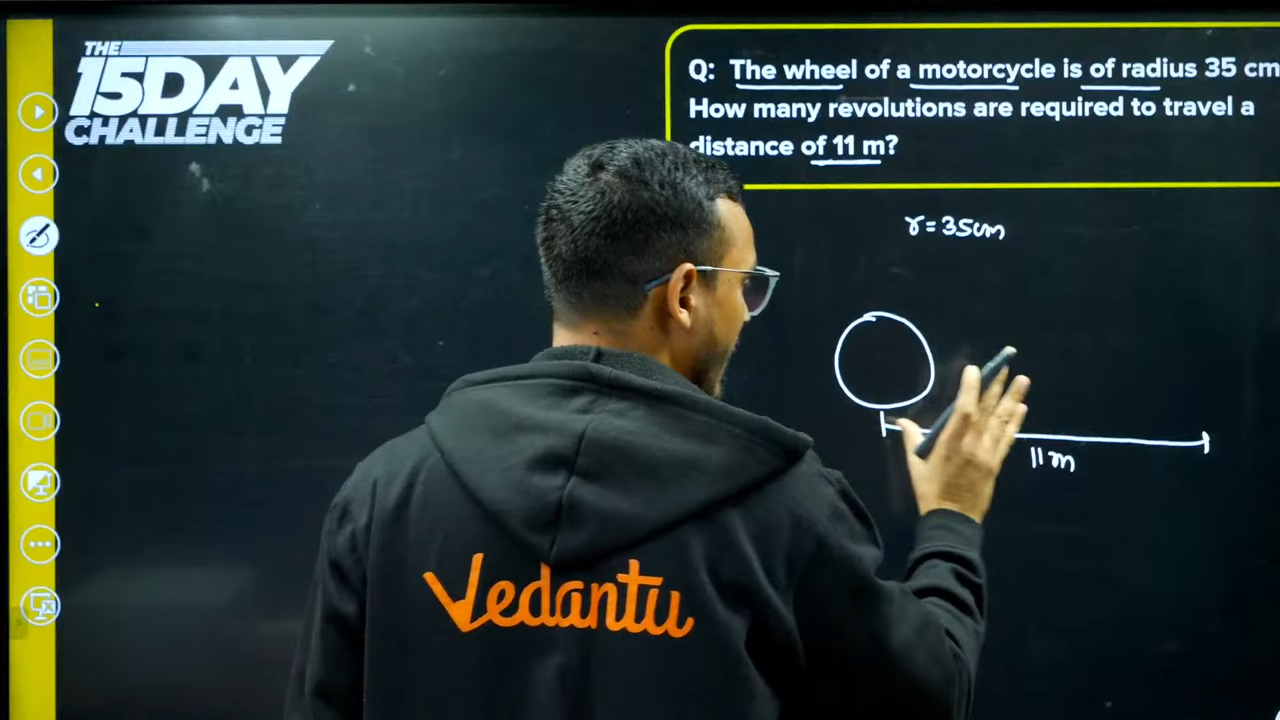 THE
15DAY
CHALLENGE
Q: The wheel of a motorcycle is of radius 35 cm
How many revolutions are required to travel a
distance of 11 m?
r = 35cm
11m
Vedantu